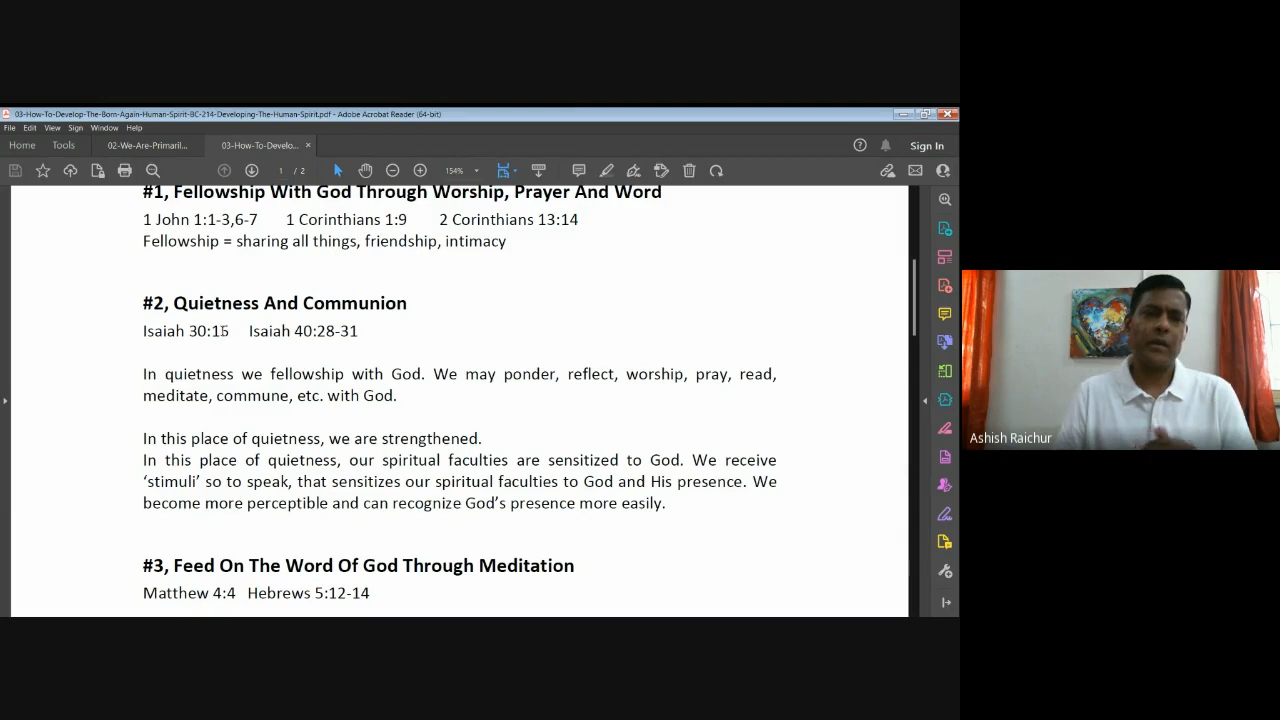 03-How-To-Develop-The-Born-Again-Human-Spirit-BC-214-Developing-The-Human-Spirit.pdf - Adobe Acrobat Reader (64-bit)
File Edit View Sign Window Help
Home Tools 02-We-Are-Primaril... 03-How-To-Develo... × Sign In
1 / 2 154%
#1, Fellowship With God Through Worship, Prayer And Word
1 John 1:1-3,6-7 1 Corinthians 1:9 2 Corinthians 13:14
Fellowship = sharing all things, friendship, intimacy
#2, Quietness And Communion
Isaiah 30:15 Isaiah 40:28-31
In quietness we fellowship with God. We may ponder, reflect, worship, pray, read,
meditate, commune, etc. with God.
In this place of quietness, we are strengthened.
In this place of quietness, our spiritual faculties are sensitized to God. We receive
‘stimuli’ so to speak, that sensitizes our spiritual faculties to God and His presence. We
become more perceptible and can recognize God’s presence more easily.
#3, Feed On The Word Of God Through Meditation
Matthew 4:4 Hebrews 5:12-14
Ashish Raichur